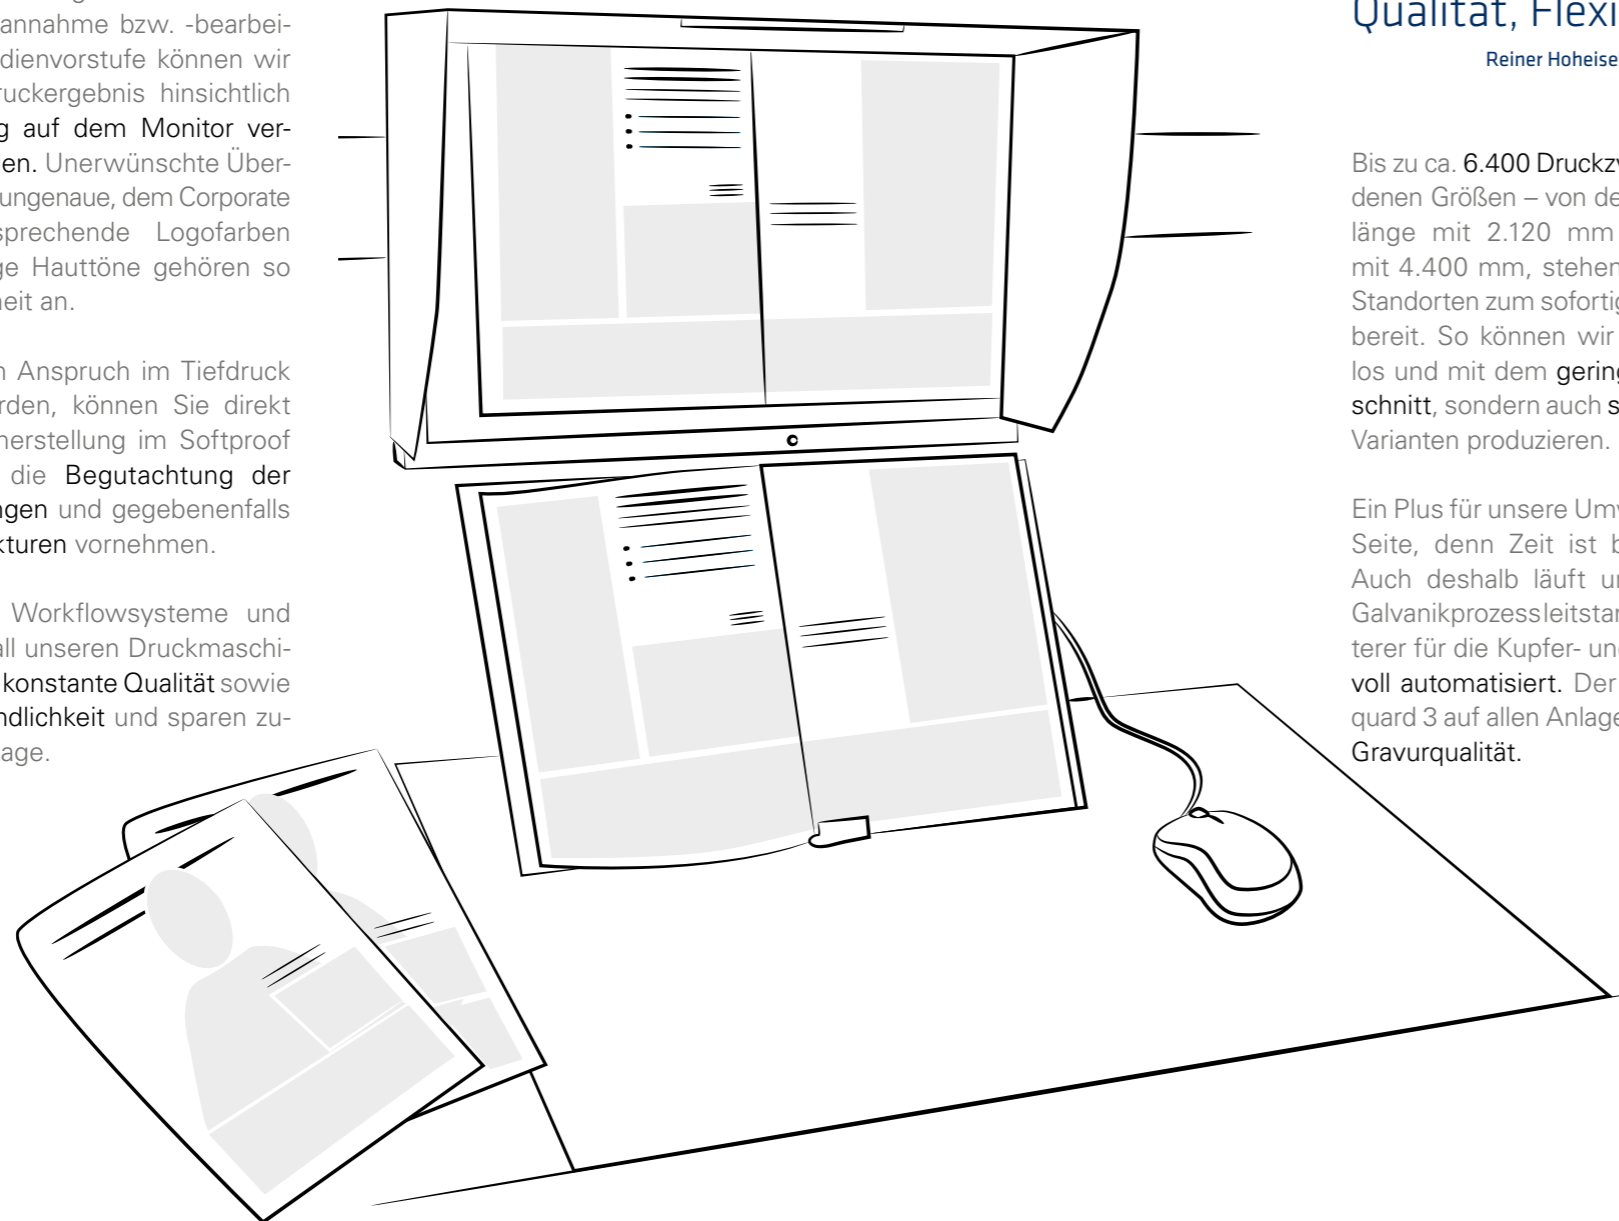 annahme bzw. -bearbei-
dienvorstufe können wir
ruckergebnis hinsichtlich
g auf dem Monitor ver-
en. Unerwünschte Über-
ungenaue, dem Corporate
sprechende Logofarben
ge Hauttöne gehören so
eit an.
n Anspruch im Tiefdruck
rden, können Sie direkt
herstellung im Softproof
die Begutachtung der
ngen und gegebenenfalls
kturen vornehmen.
Workflowsysteme und
all unseren Druckmaschi-
konstante Qualität sowie
ndlichkeit und sparen zu-
age.
Qualität, Flexi
Reiner Hoheise
Bis zu ca. 6.400 Druckzy
denen Größen – von de
länge mit 2.120 mm
mit 4.400 mm, stehen
Standorten zum sofortig
bereit. So können wir
los und mit dem gering
schnitt, sondern auch s
Varianten produzieren.
Ein Plus für unsere Umv
Seite, denn Zeit ist b
Auch deshalb läuft un
Galvanikprozessleitstan
terer für die Kupfer- und
voll automatisiert. Der
quard 3 auf allen Anlage
Gravurqualität.